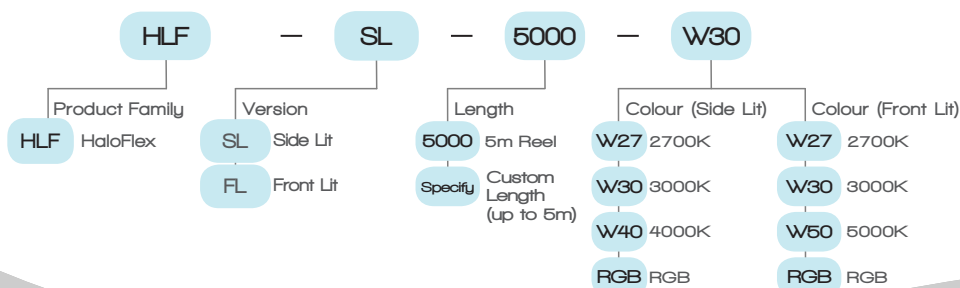 HLF – SL – 5000 – W30
Product Family
HLF HaloFlex
Version
SL Side Lit
FL Front Lit
Length
5000 5m Reel
Specify Custom
Length
(up to 5m)
Colour (Side Lit)
W27 2700K
W30 3000K
W40 4000K
RGB RGB
Colour (Front Lit)
W27 2700K
W30 3000K
W50 5000K
RGB RGB